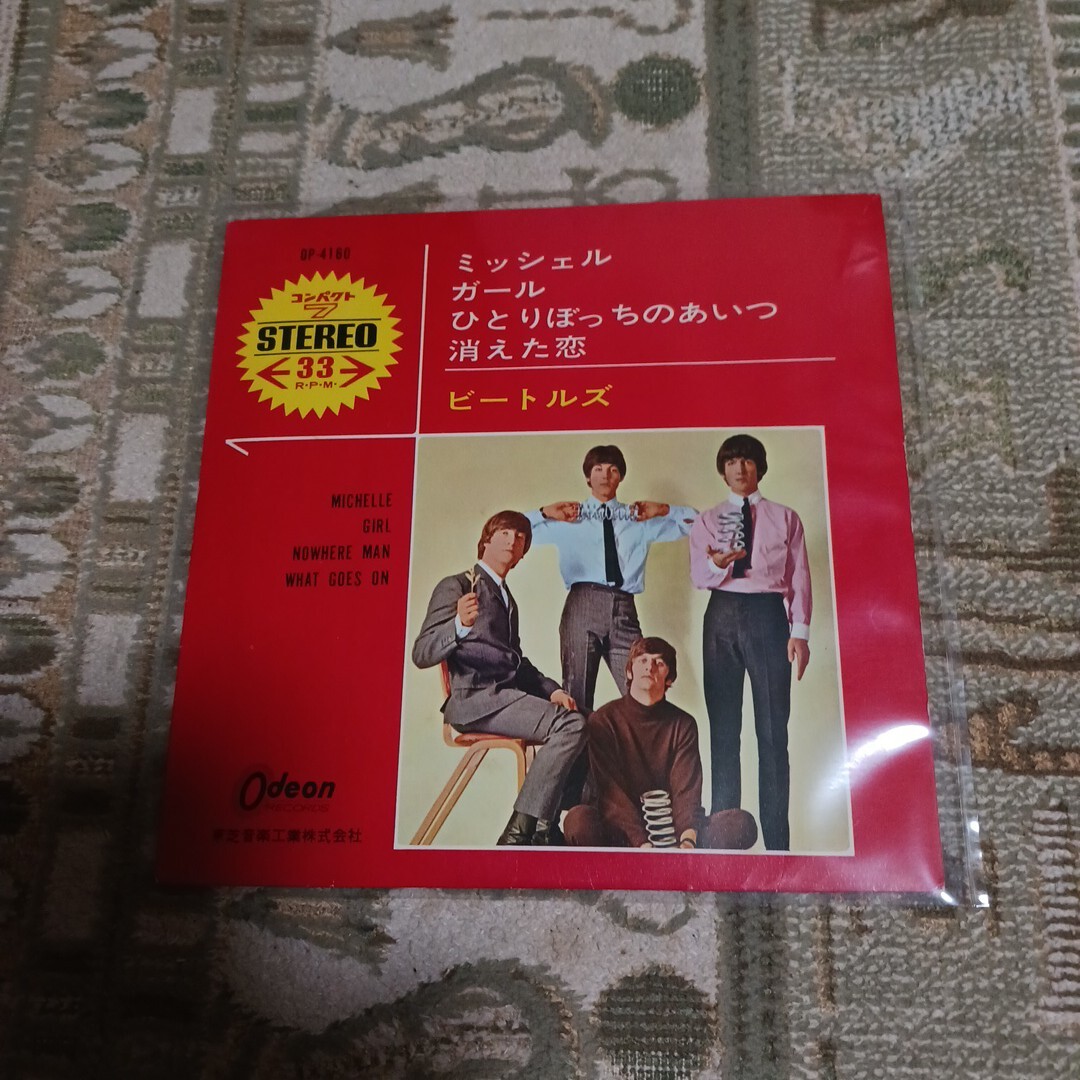 OP-4180
コンパクト
7
STEREO
33
R·P·M·
ミッシェル
ガール
ひとりぼっちのあいつ
消えた恋
ビートルズ
MICHELLE
GIRL
NOWHERE MAN
WHAT GOES ON
Odeon
RECORDS
東芝音楽工業株式会社